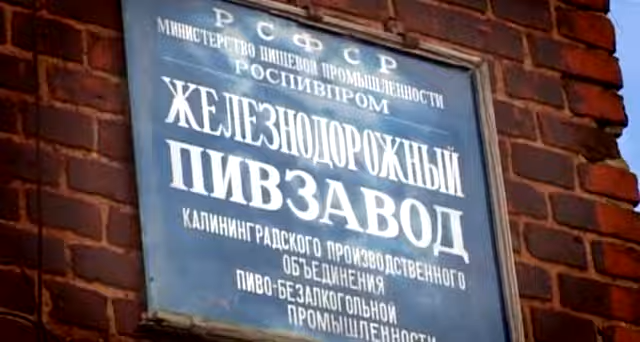 РСФСР
МИНИСТЕРСТВО ПИЩЕВОЙ ПРОМЫШЛЕННОСТИ
РОСПИВПРОМ
ЖЕЛЕЗНОДОРОЖНЫЙ
ПИВЗАВОД
КАЛИНИНГРАДСКОГО ПРОИЗВОДСТВЕННОГО
ОБЪЕДИНЕНИЯ
ПИВО-БЕЗАЛКОГОЛЬНОЙ
ПРОМЫШЛЕННОСТИ